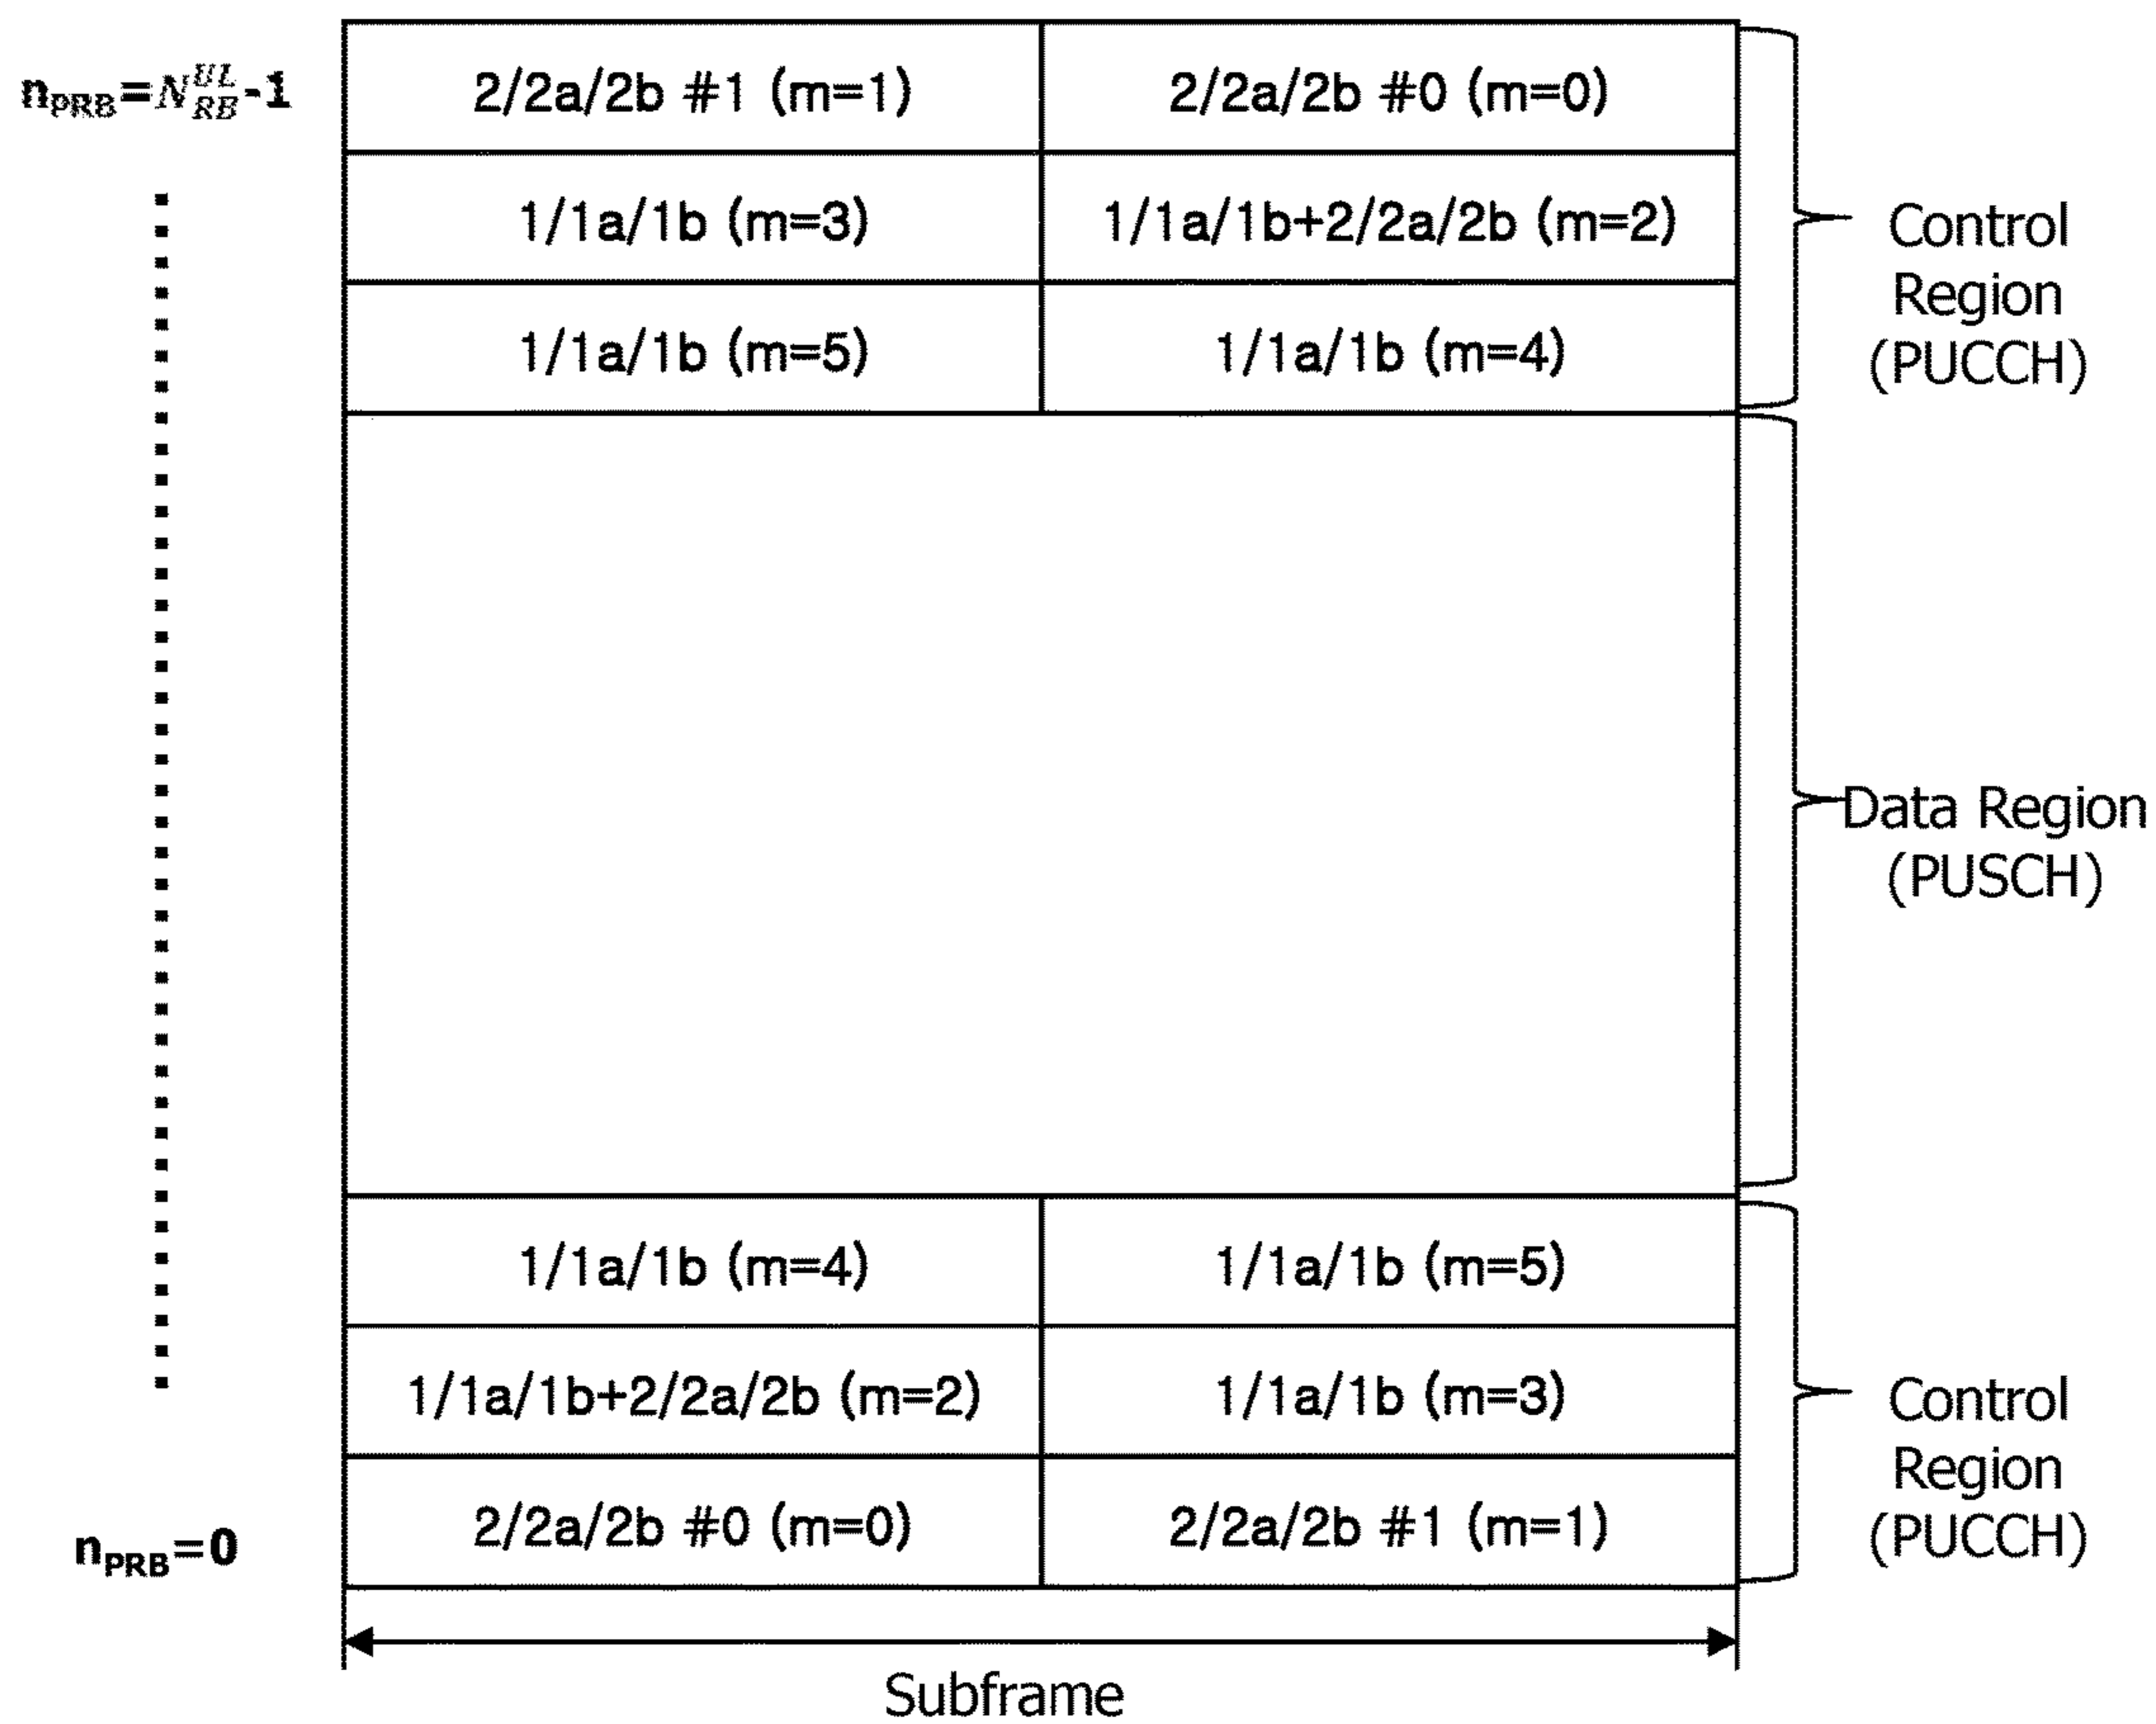 n_PRB=N_RB^UL-1
2/2a/2b #1 (m=1)
2/2a/2b #0 (m=0)
1/1a/1b (m=3)
1/1a/1b+2/2a/2b (m=2)
1/1a/1b (m=5)
1/1a/1b (m=4)
Control
Region
(PUCCH)
Data Region
(PUSCH)
1/1a/1b (m=4)
1/1a/1b (m=5)
1/1a/1b+2/2a/2b (m=2)
1/1a/1b (m=3)
2/2a/2b #0 (m=0)
2/2a/2b #1 (m=1)
Control
Region
(PUCCH)
n_PRB=0
Subframe